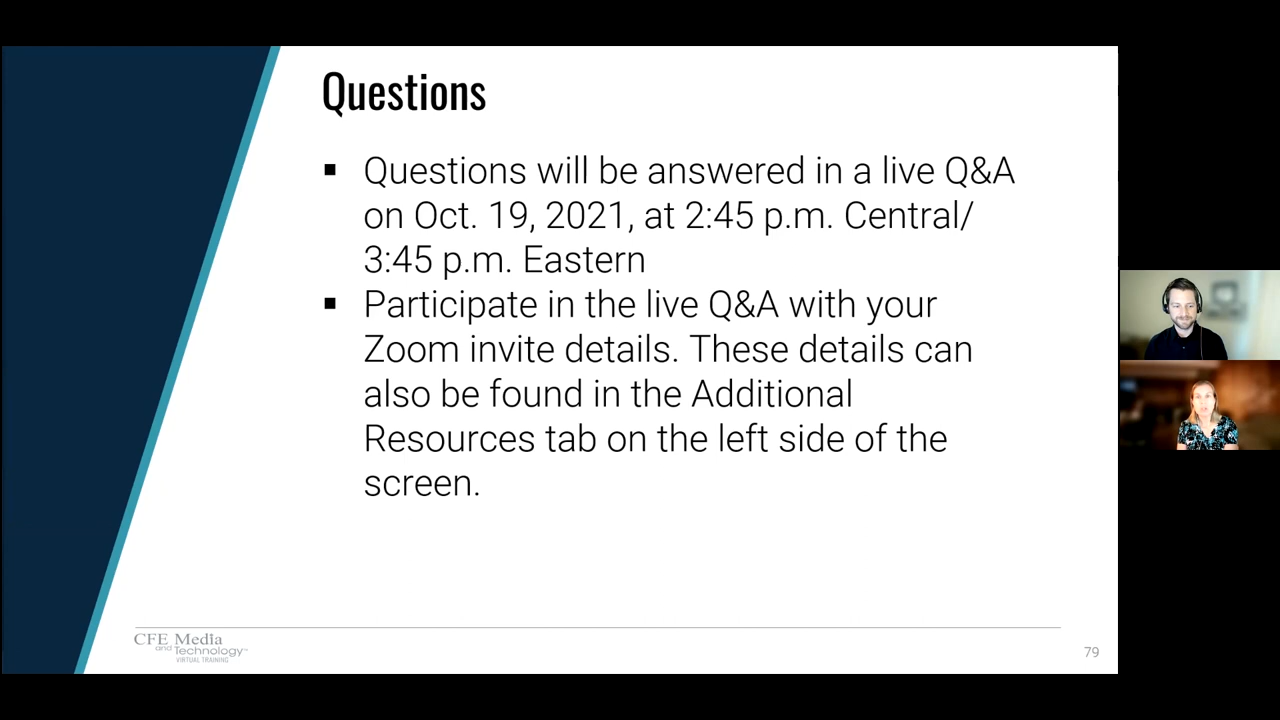 Questions
▪ Questions will be answered in a live Q&A
on Oct. 19, 2021, at 2:45 p.m. Central/
3:45 p.m. Eastern
▪ Participate in the live Q&A with your
Zoom invite details. These details can
also be found in the Additional
Resources tab on the left side of the
screen.
CFE Media
and Technology™
VIRTUAL TRAINING
79